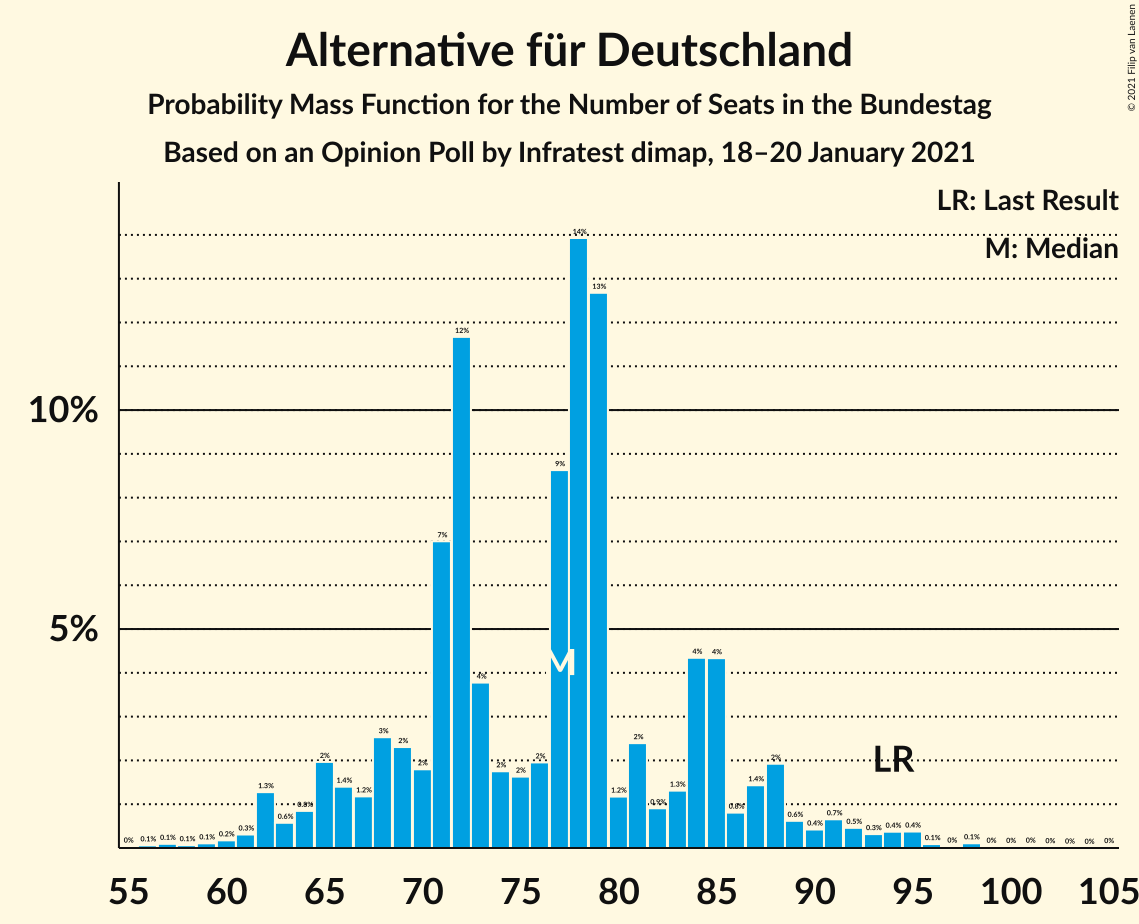 © 2021 Filip van Laenen
Alternative für Deutschland
Probability Mass Function for the Number of Seats in the Bundestag
Based on an Opinion Poll by Infratest dimap, 18–20 January 2021
LR: Last Result
M: Median
10%
5%
0% 0.1% 0.1% 0.1% 0.1% 0.2% 0.3% 1.3% 0.6% 0.8% 2% 1.4% 1.2% 3% 2% 2% 7% 12% 4% 2% 2% 2% 9% 14% 13% 1.2% 2% 0.9% 1.3% 4% 4% 0.8% 1.4% 2% 0.6% 0.4% 0.7% 0.5% 0.3% 0.4% 0.4% 0.1% 0% 0.1% 0% 0% 0% 0% 0% 0% 0%
M
LR
55 60 65 70 75 80 85 90 95 100 105